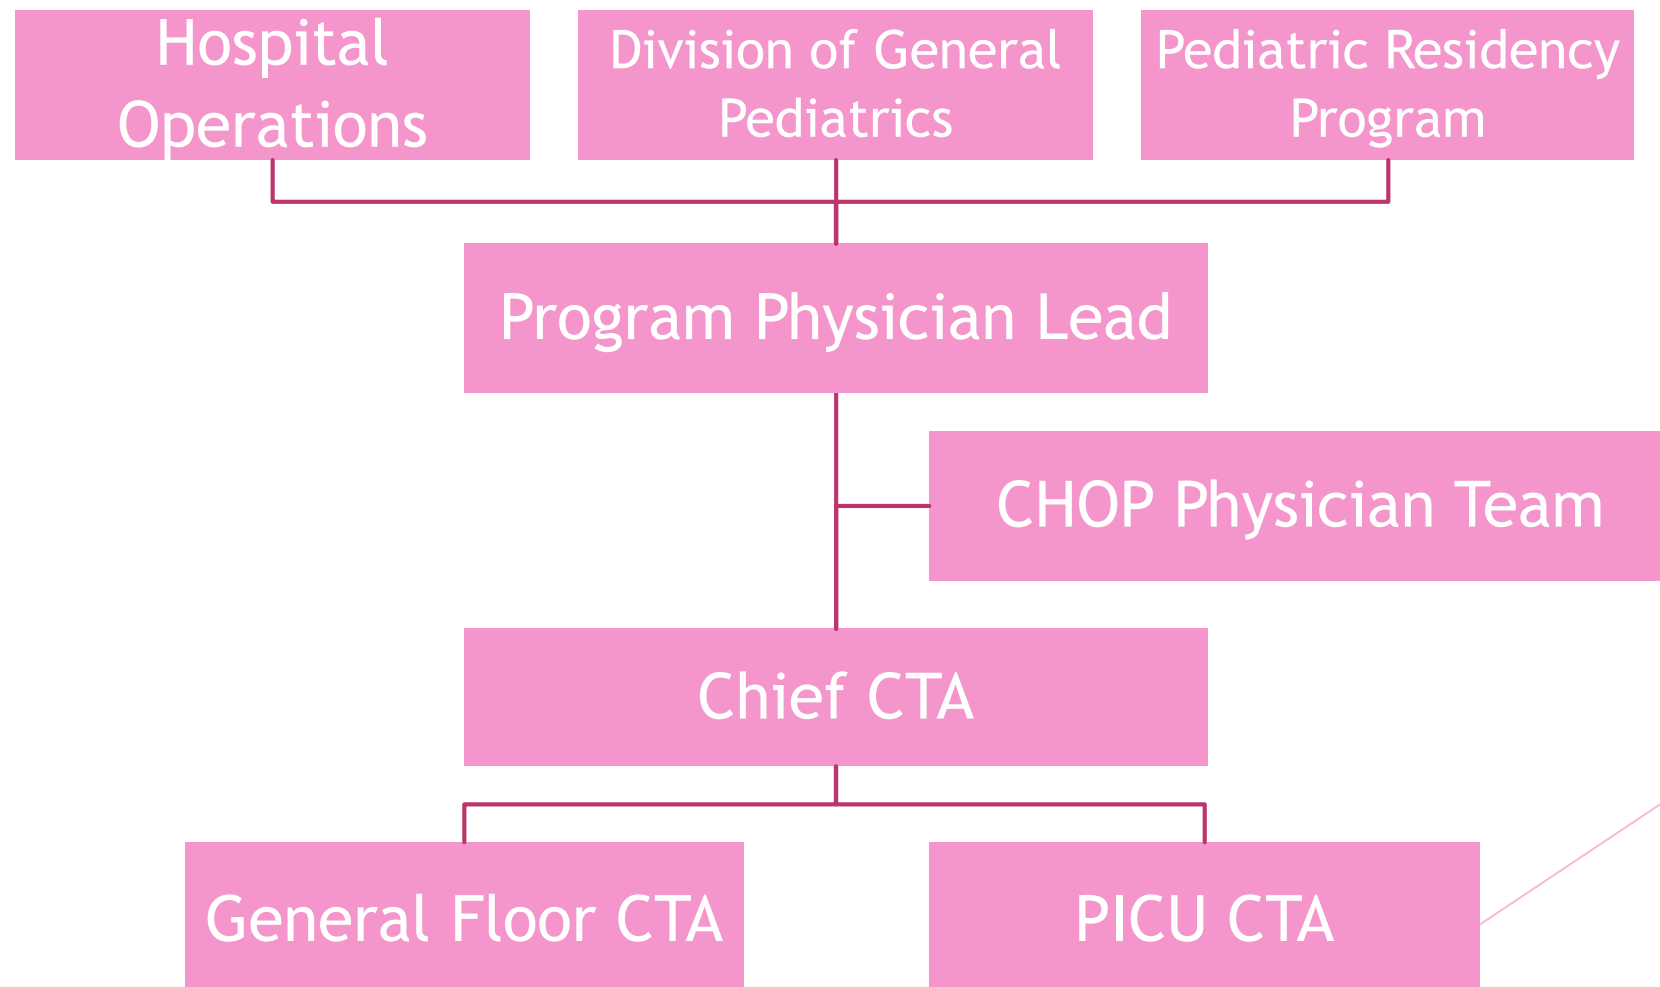 Hospital
Operations
Division of General
Pediatrics
Pediatric Residency
Program
Program Physician Lead
CHOP Physician Team
Chief CTA
General Floor CTA
PICU CTA